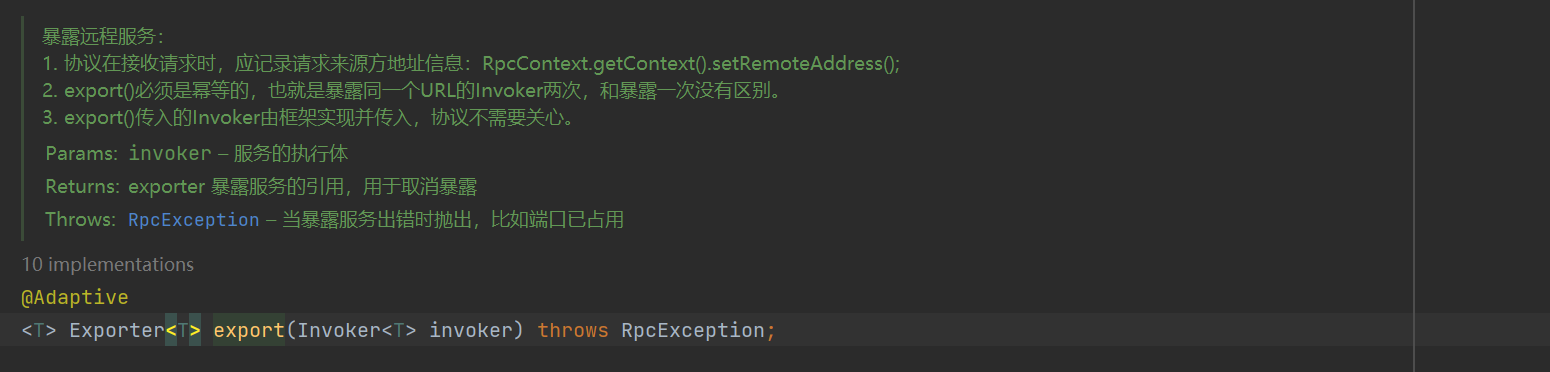 暴露远程服务：
1. 协议在接收请求时，应记录请求来源方地址信息：RpcContext.getContext().setRemoteAddress();
2. export()必须是幂等的，也就是暴露同一个URL的Invoker两次，和暴露一次没有区别。
3. export()传入的Invoker由框架实现并传入，协议不需要关心。
Params: invoker – 服务的执行体
Returns: exporter 暴露服务的引用，用于取消暴露
Throws: RpcException – 当暴露服务出错时抛出，比如端口已占用
10 implementations
@Adaptive
<T> Exporter<T> export(Invoker<T> invoker) throws RpcException;